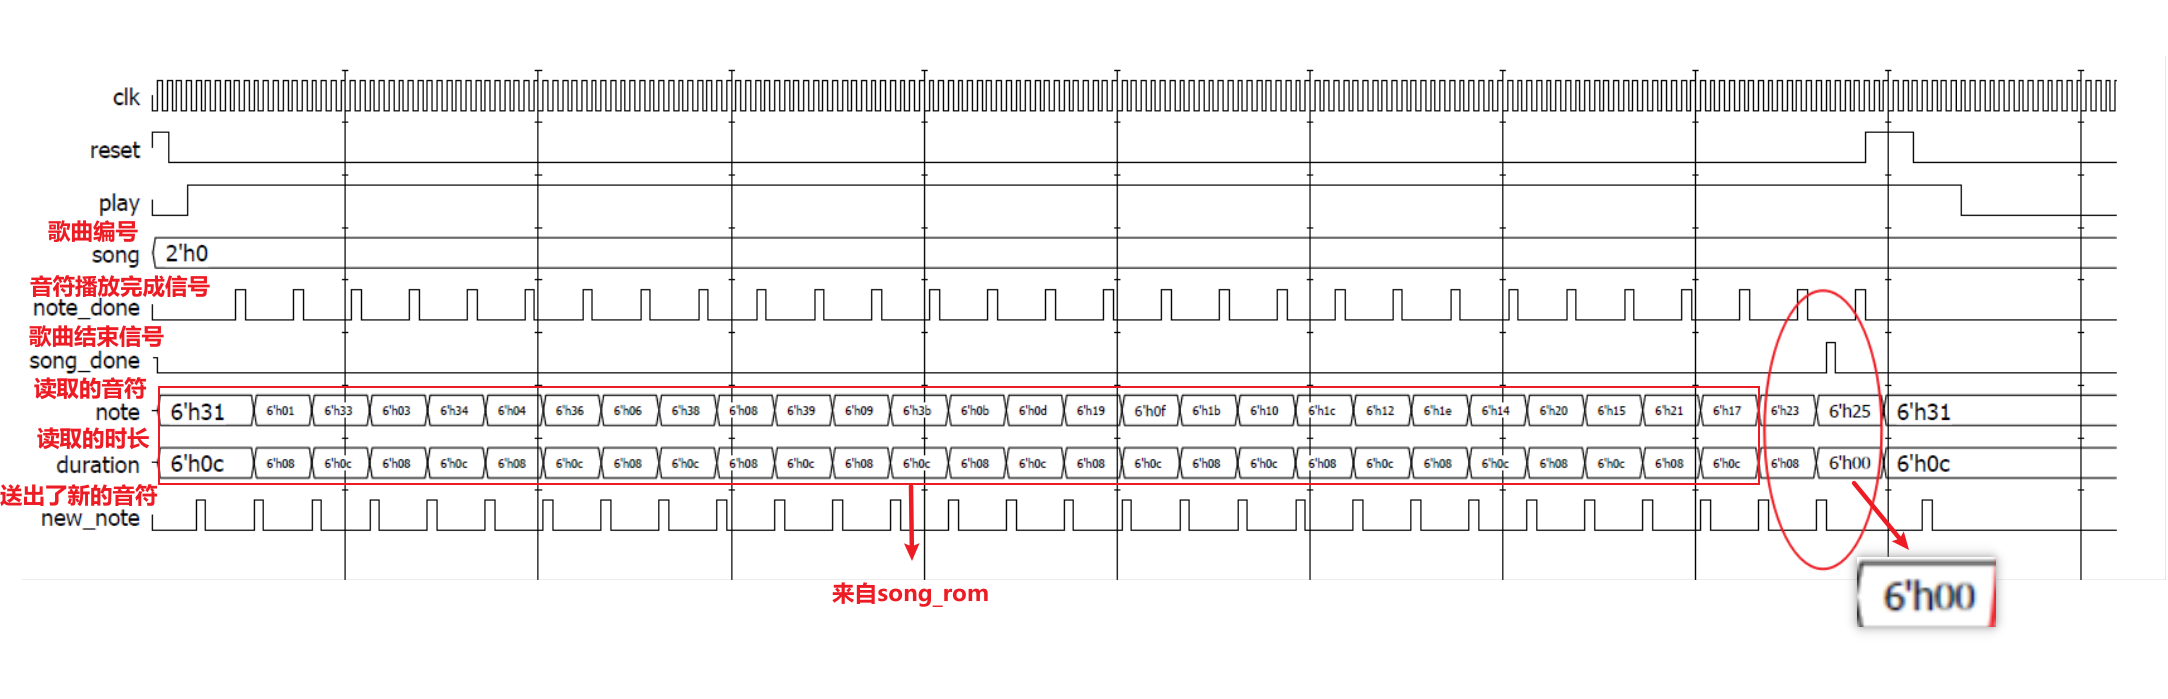 clk
reset
play
歌曲编号
song 2'h0
音符播放完成信号
note_done
歌曲结束信号
song_done
读取的音符
note 6'h31 6'h01 6'h33 6'h03 6'h34 6'h04 6'h36 6'h06 6'h38 6'h08 6'h39 6'h09 6'h3b 6'h0b 6'h0d 6'h19 6'h0f 6'h1b 6'h10 6'h1c 6'h12 6'h1e 6'h14 6'h20 6'h15 6'h21 6'h17 6'h23 6'h25 6'h31
读取的时长
duration 6'h0c 6'h08 6'h0c 6'h08 6'h0c 6'h08 6'h0c 6'h08 6'h0c 6'h08 6'h0c 6'h08 6'h0c 6'h08 6'h0c 6'h08 6'h0c 6'h08 6'h0c 6'h08 6'h0c 6'h08 6'h0c 6'h08 6'h0c 6'h08 6'h0c 6'h08 6'h00 6'h0c
送出了新的音符
new_note
来自song_rom
6'h00